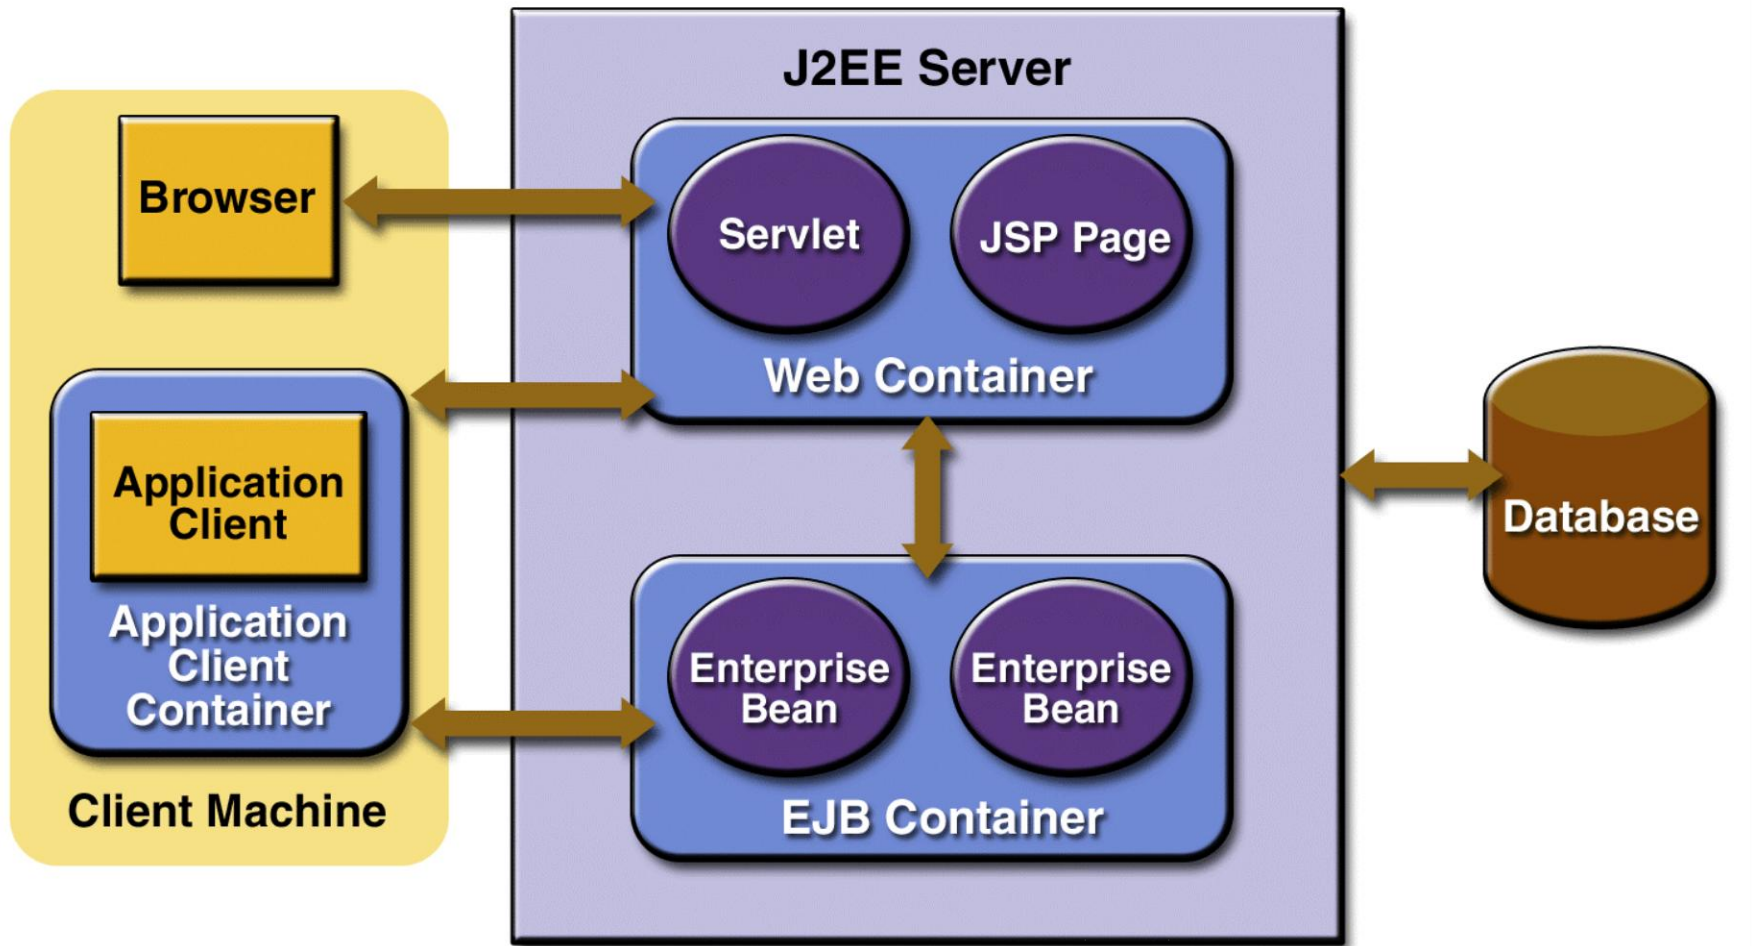 J2EE Server
Browser
Servlet
JSP Page
Web Container
Application
Client
Application
Client
Container
Client Machine
Enterprise
Bean
Enterprise
Bean
EJB Container
Database